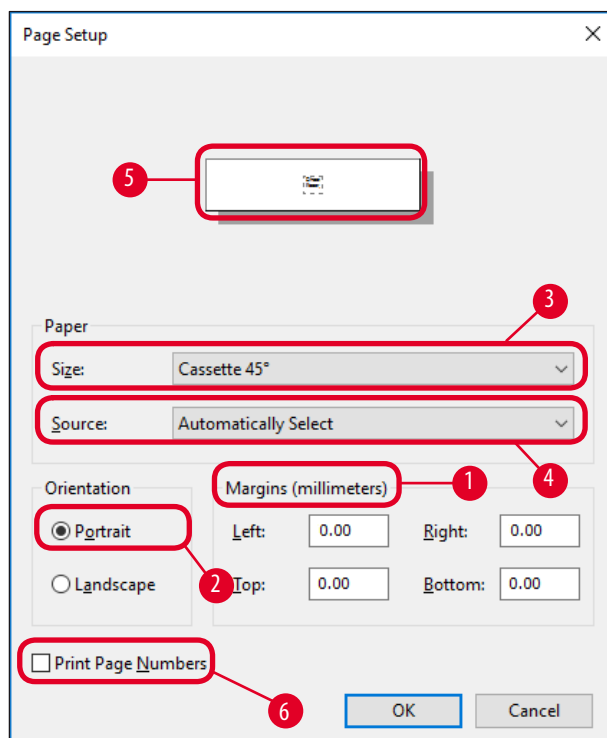 Page Setup
5
3
Paper
Size: Cassette 45°
Source: Automatically Select
4
Orientation
Margins (millimeters)
1
Portrait
Left: 0.00 Right: 0.00
2
Landscape
Top: 0.00 Bottom: 0.00
Print Page Numbers
6
OK Cancel